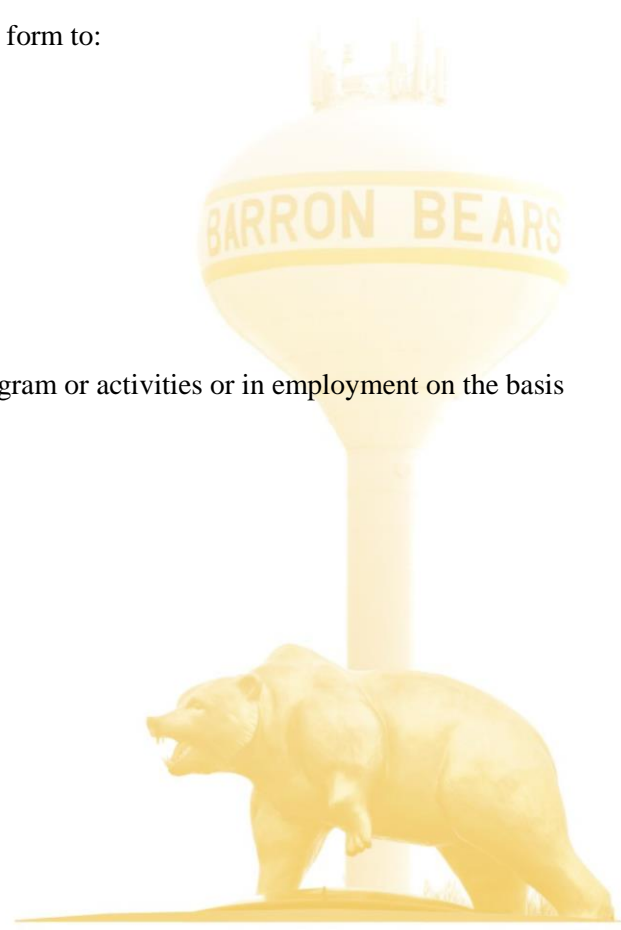 form to:
BARRON BEARS
gram or activities or in employment on the basis